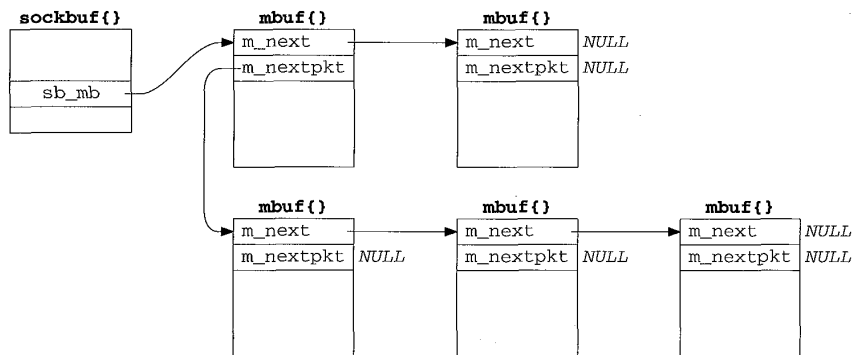 sockbuf{} mbuf{} mbuf{}
m_next m_next NULL
m_nextpkt m_nextpkt NULL
sb_mb
mbuf{} mbuf{} mbuf{}
m_next m_next m_next NULL
m_nextpkt NULL m_nextpkt NULL m_nextpkt NULL